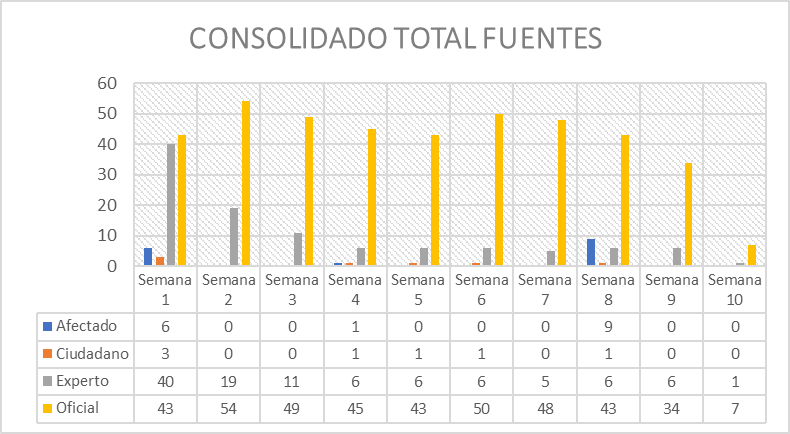 CONSOLIDADO TOTAL FUENTES
60
50
40
30
20
10
0
Semana 1 Semana 2 Semana 3 Semana 4 Semana 5 Semana 6 Semana 7 Semana 8 Semana 9 Semana 10
Afectado 6 0 0 1 0 0 0 9 0 0
Ciudadano 3 0 0 1 1 1 0 1 0 0
Experto 40 19 11 6 6 6 5 6 6 1
Oficial 43 54 49 45 43 50 48 43 34 7